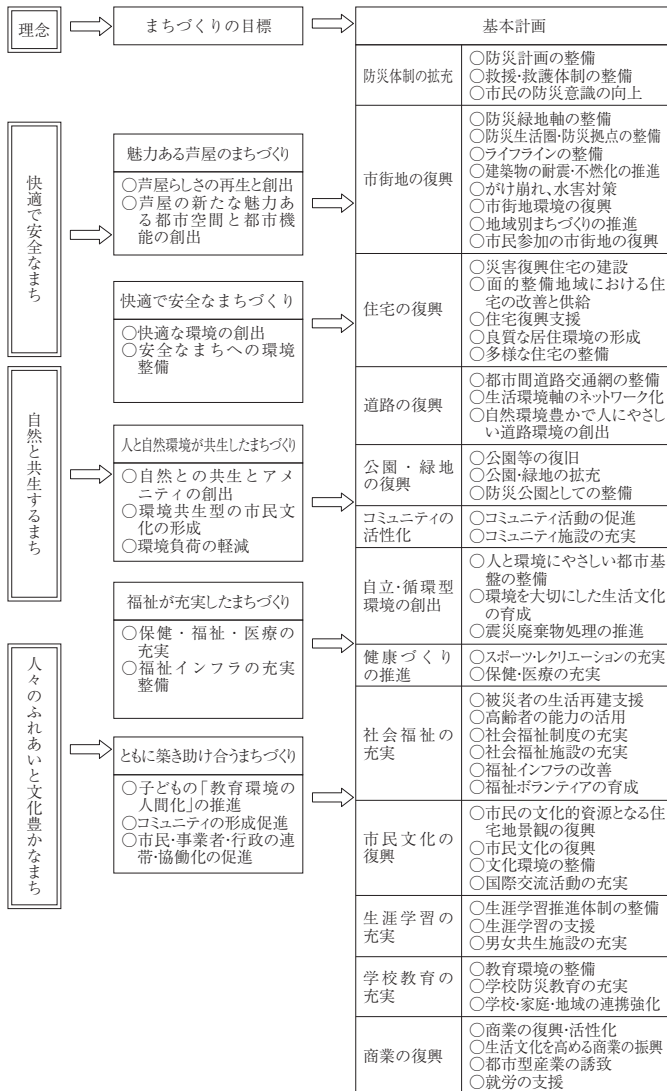 理念
まちづくりの目標
基本計画
快適で安全なまち
自然と共生するまち
人々のふれあいと文化豊かなまち
魅力ある芦屋のまちづくり
○芦屋らしさの再生と創出
○芦屋の新たな魅力あ
る都市空間と都市機
能の創出
快適で安全なまちづくり
○快適な環境の創出
○安全なまちへの環境
整備
人と自然環境が共生したまちづくり
○自然との共生とアメ
ニティの創出
○環境共生型の市民文
化の形成
○環境負荷の軽減
福祉が充実したまちづくり
○保健・福祉・医療の
充実
○福祉インフラの充実
整備
ともに築き助け合うまちづくり
○子どもの「教育環境の
人間化」の推進
○コミュニティの形成促進
○市民・事業者・行政の連
帯・協働化の促進
防災体制の拡充
○防災計画の整備
○救援・救護体制の整備
○市民の防災意識の向上
市街地の復興
○防災緑地軸の整備
○防災生活圏・防災拠点の整備
○ライフラインの整備
○建築物の耐震・不燃化の推進
○がけ崩れ、水害対策
○市街地環境の復興
○地域別まちづくりの推進
○市民参加の市街地の復興
住宅の復興
○災害復興住宅の建設
○面的整備地域における住
宅の改善と供給
○住宅復興支援
○良質な居住環境の形成
○多様な住宅の整備
道路の復興
○都市間道路交通網の整備
○生活環境軸のネットワーク化
○自然環境豊かで人にやさ
しい道路環境の創出
公園・緑地
の復興
○公園等の復旧
○公園・緑地の拡充
○防災公園としての整備
コミュニティの
活性化
○コミュニティ活動の促進
○コミュニティ施設の充実
自立・循環型
環境の創出
○人と環境にやさしい都市基
盤の整備
○環境を大切にした生活文化
の育成
○震災廃棄物処理の推進
健康づくり
の推進
○スポーツ・レクリエーションの充実
○保健・医療の充実
社会福祉の
充実
○被災者の生活再建支援
○高齢者の能力の活用
○社会福祉制度の充実
○社会福祉施設の充実
○福祉インフラの改善
○福祉ボランティアの育成
市民文化の
復興
○市民の文化的資源となる住
宅地景観の復興
○市民文化の復興
○文化環境の整備
○国際交流活動の充実
生涯学習の
充実
○生涯学習推進体制の整備
○生涯学習の支援
○男女共生施設の充実
学校教育の
充実
○教育環境の整備
○学校防災教育の充実
○学校・家庭・地域の連携強化
商業の復興
○商業の復興・活性化
○生活文化を高める商業の振興
○都市型産業の誘致
○就労の支援